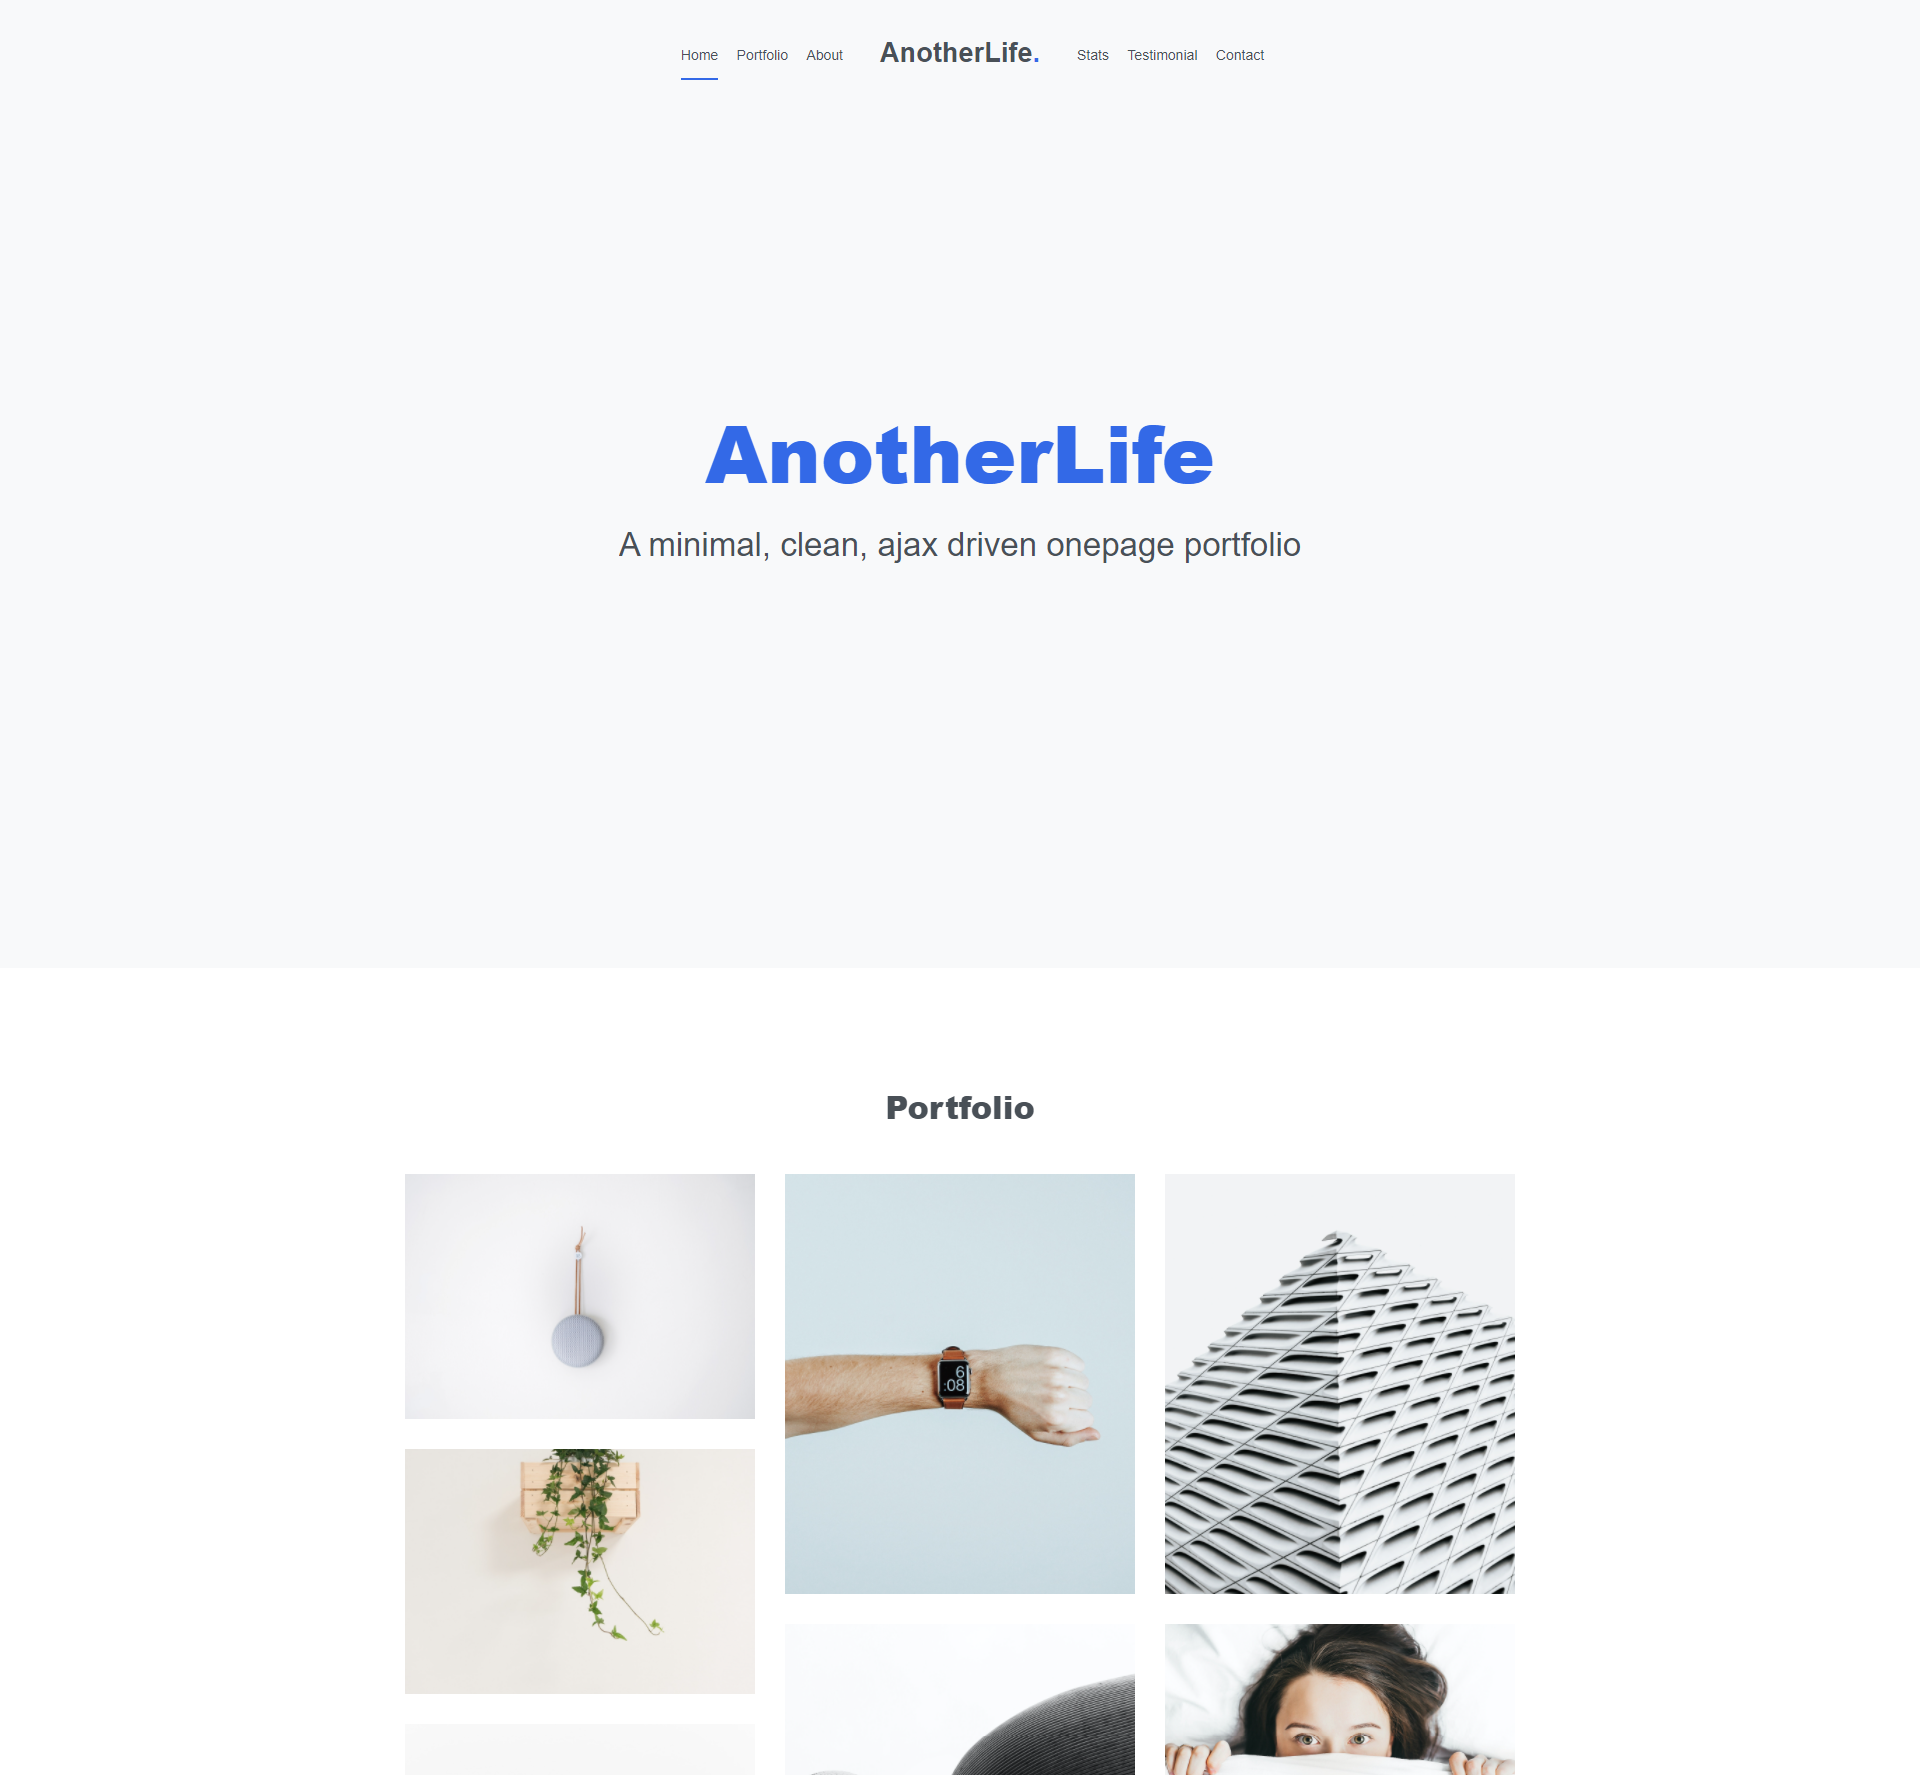 Home Portfolio About AnotherLife. Stats Testimonial Contact
AnotherLife
A minimal, clean, ajax driven onepage portfolio
Portfolio
6
:08